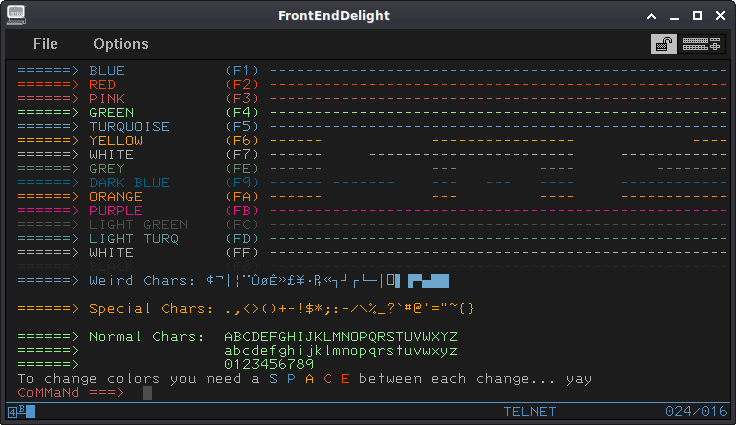 FrontEndDelight
File Options
======> BLUE (F1) ---------------------------------------------------
======> RED (F2) ---------------------------------------------------
======> PINK (F3) ---------------------------------------------------
======> GREEN (F4) ---------------------------------------------------
======> TURQUOISE (F5) ---------------------------------------------------
======> YELLOW (F6) ------ ---------------- ----
======> WHITE (F7) ------ --------------- ------------
======> GREY (FE) --- ---
======> DARK BLUE (F9) ------ ------- --- --- ---- ------------
======> ORANGE (FA) ------ ---------------- ------------
======> PURPLE (FB) ---------------------------------------------------
======> LIGHT GREEN (FC) ---------------------------------------------------
======> LIGHT TURQ (FD) ---------------------------------------------------
======> WHITE (FF) ---------------------------------------------------
======> Weird Chars:
======> Special Chars: .,<>()+-!$*;:-/\%_?`#@'="~{}
======> Normal Chars: ABCDEFGHIJKLMNOPQRSTUVWXYZ
======> abcdefghijklmnopqrstuvwxyz
======> 0123456789
To change colors you need a S P A C E between each change... yay
CoMMaNd ===>
4 B TELNET 024/016